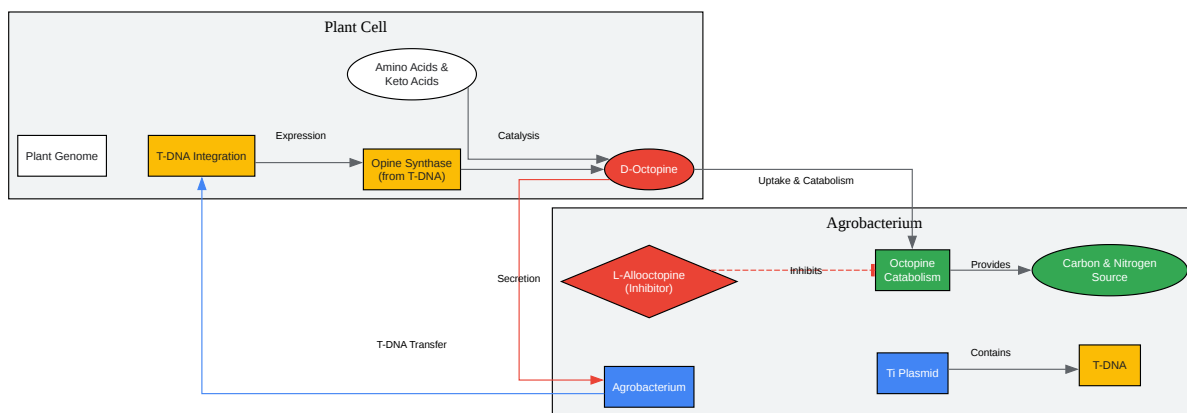 Plant Cell
Amino Acids &
Keto Acids
Expression
Catalysis
Plant Genome
T-DNA Integration
Opine Synthase
(from T-DNA)
D-Octopine
Uptake & Catabolism
Agrobacterium
L-Allooctopine
(Inhibitor)
Inhibits
Octopine
Catabolism
Provides
Carbon & Nitrogen
Source
Secretion
T-DNA Transfer
Agrobacterium
Ti Plasmid
Contains
T-DNA